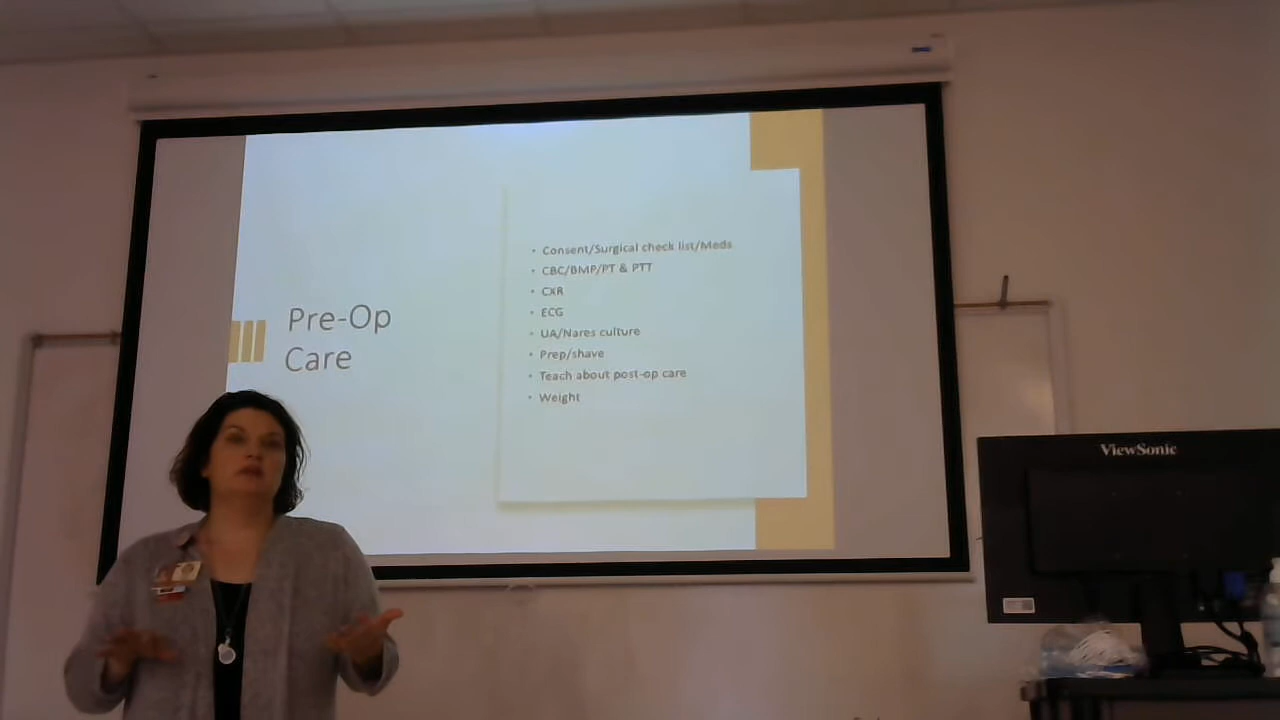 Pre-Op
Care
• Consent/Surgical check list/Meds
• CBC/BMP/PT & PTT
• CXR
• ECG
• UA/Nares culture
• Prep/shave
• Teach about post-op care
• Weight
ViewSonic